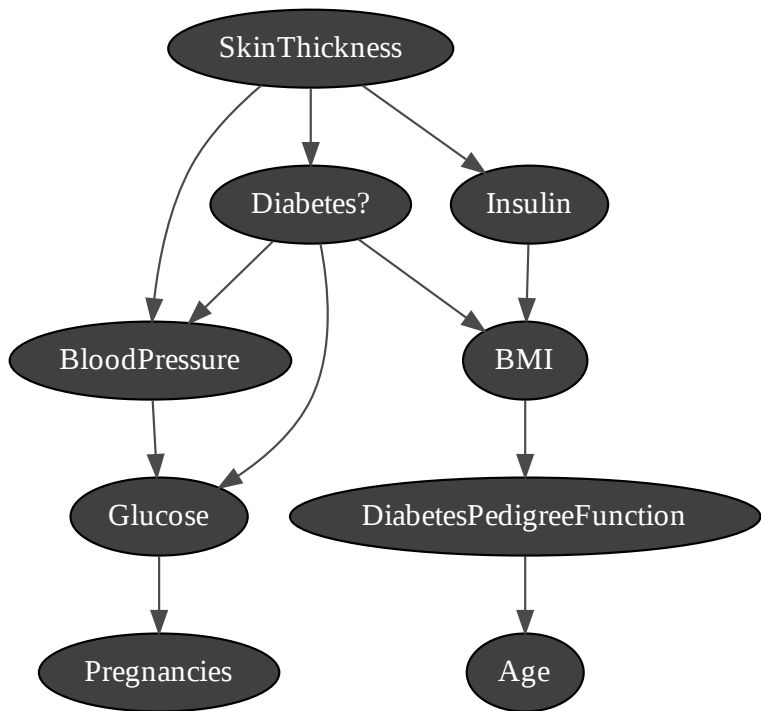 SkinThickness
Diabetes?
Insulin
BloodPressure
BMI
Glucose
DiabetesPedigreeFunction
Pregnancies
Age